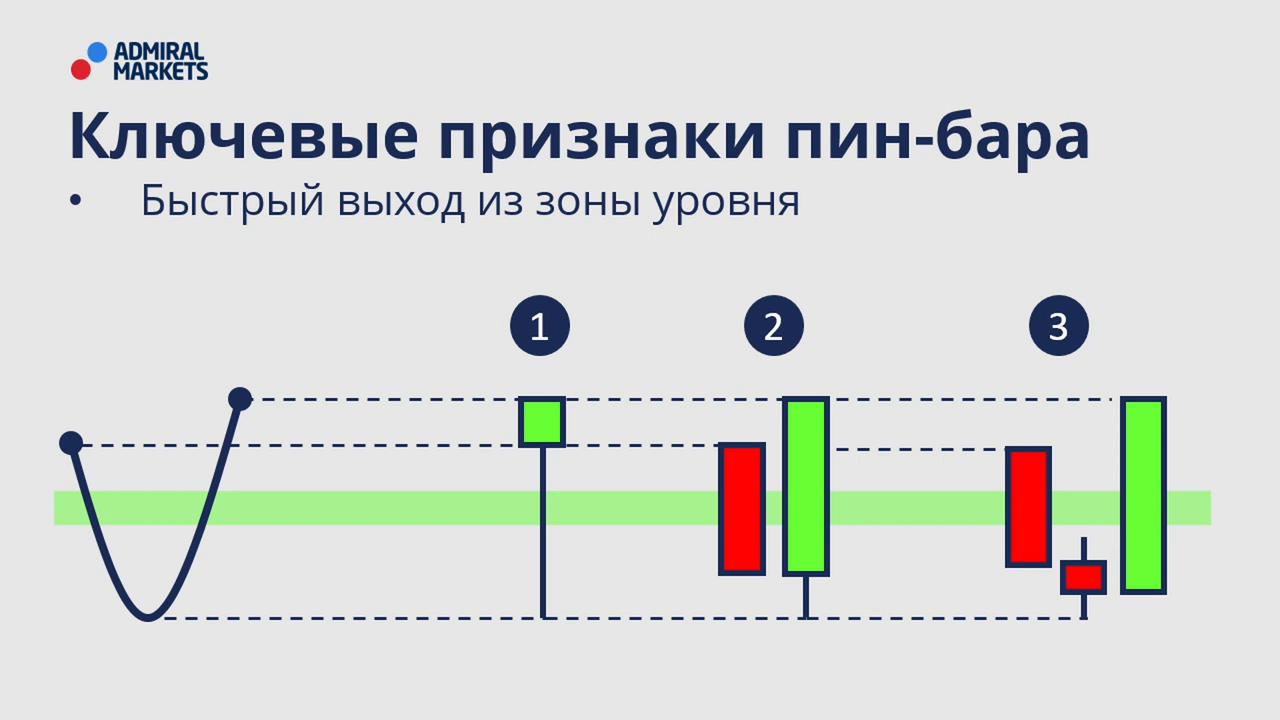 ADMIRAL
MARKETS
Ключевые признаки пин-бара
• Быстрый выход из зоны уровня
1 2 3